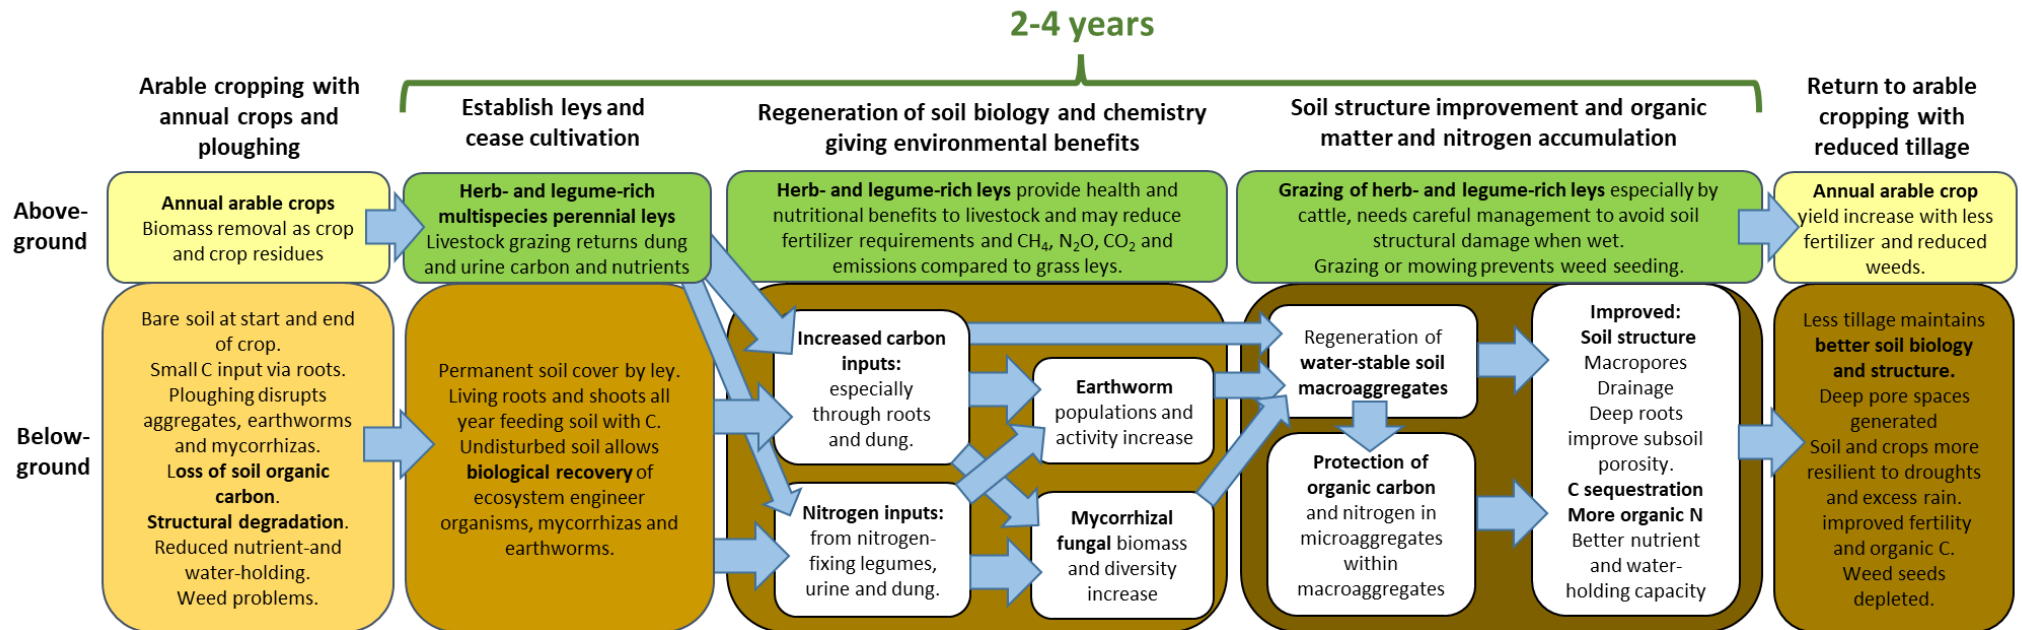 2-4 years
Arable cropping with
annual crops and
ploughing
Establish leys and
cease cultivation
Regeneration of soil biology and chemistry
giving environmental benefits
Soil structure improvement and organic
matter and nitrogen accumulation
Return to arable
cropping with
reduced tillage
Above-
ground
Annual arable crops
Biomass removal as crop
and crop residues
Herb- and legume-rich
multispecies perennial leys
Livestock grazing returns dung
and urine carbon and nutrients
Herb- and legume-rich leys provide health and
nutritional benefits to livestock and may reduce
fertilizer requirements and CH₄, N₂O, CO₂ and
emissions compared to grass leys.
Grazing of herb- and legume-rich leys especially by
cattle, needs careful management to avoid soil
structural damage when wet.
Grazing or mowing prevents weed seeding.
Annual arable crop
yield increase with less
fertilizer and reduced
weeds.
Below-
ground
Bare soil at start and end
of crop.
Small C input via roots.
Ploughing disrupts
aggregates, earthworms
and mycorrhizas.
Loss of soil organic
carbon.
Structural degradation.
Reduced nutrient-and
water-holding.
Weed problems.
Permanent soil cover by ley.
Living roots and shoots all
year feeding soil with C.
Undisturbed soil allows
biological recovery of
ecosystem engineer
organisms, mycorrhizas and
earthworms.
Increased carbon
inputs:
especially
through roots
and dung.
Nitrogen inputs:
from nitrogen-
fixing legumes,
urine and dung.
Earthworm
populations and
activity increase
Mycorrhizal
fungal biomass
and diversity
increase
Regeneration of
water-stable soil
macroaggregates
Protection of
organic carbon
and nitrogen in
microaggregates
within
macroaggregates
Improved:
Soil structure
Macropores
Drainage
Deep roots
improve subsoil
porosity.
C sequestration
More organic N
Better nutrient
and water-
holding capacity
Less tillage maintains
better soil biology
and structure.
Deep pore spaces
generated
Soil and crops more
resilient to droughts
and excess rain.
improved fertility
and organic C.
Weed seeds
depleted.